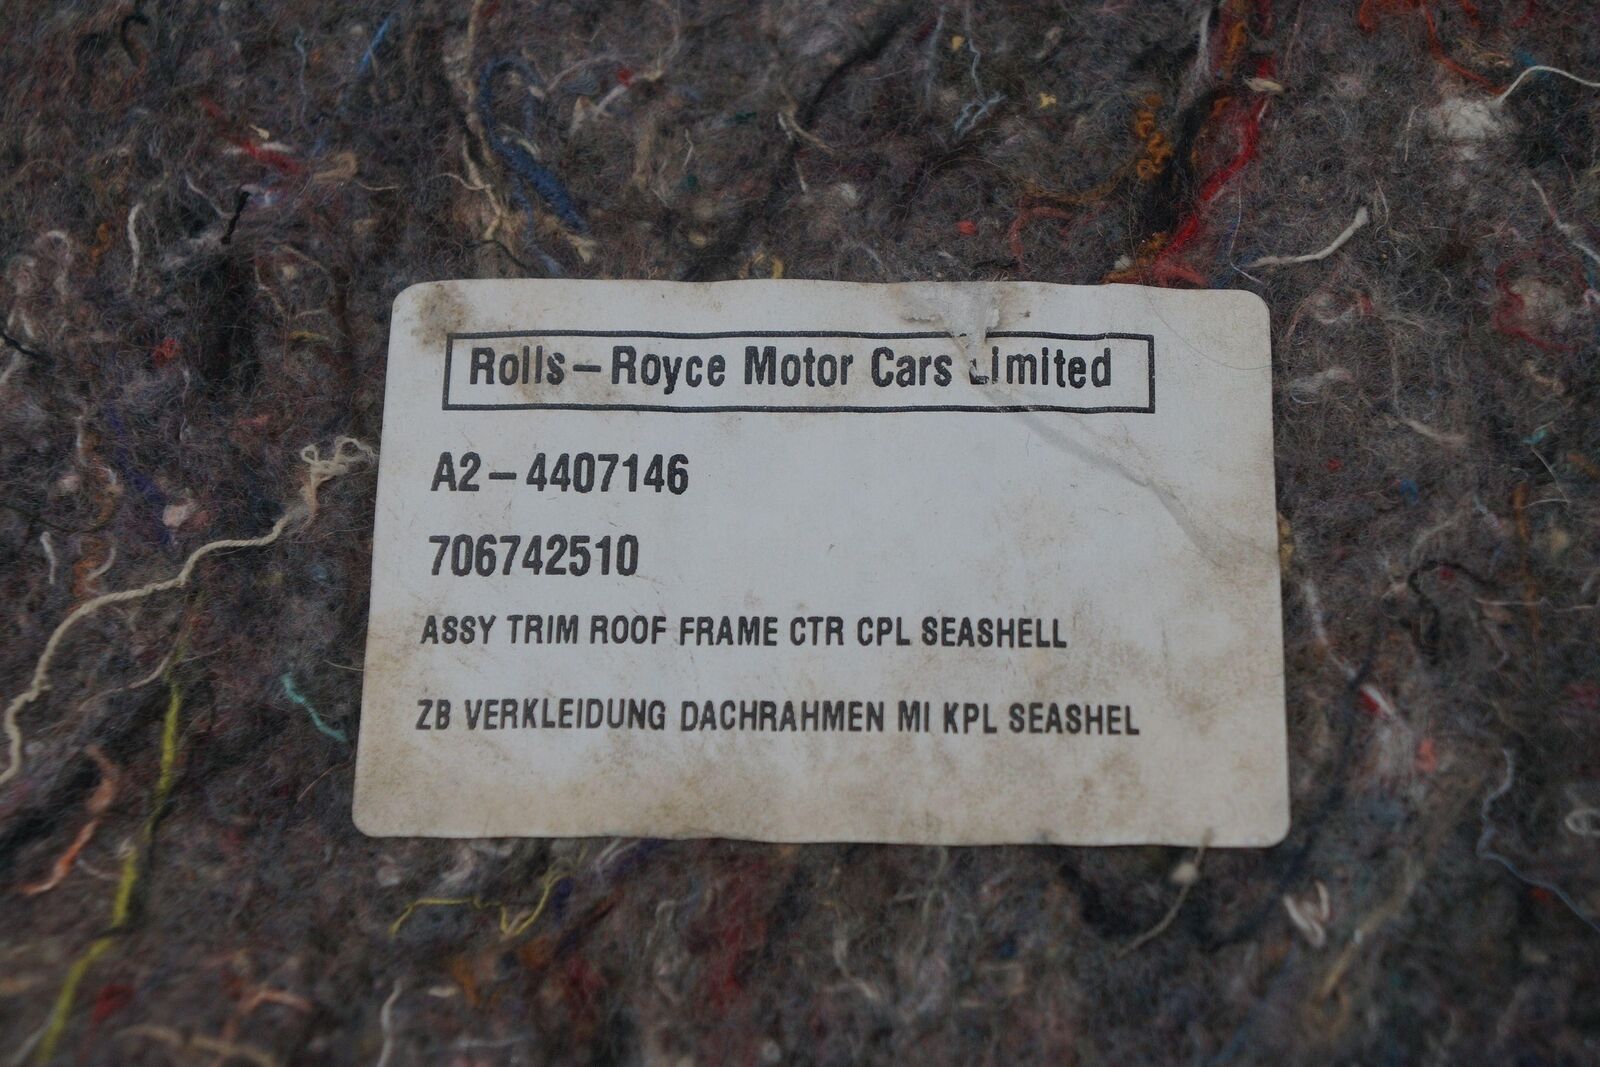 Rolls-Royce Motor Cars Limited
A2-4407146
706742510
ASSY TRIM ROOF FRAME CTR CPL SEASHELL
ZB VERKLEIDUNG DACHRAHMEN MI KPL SEASHEL